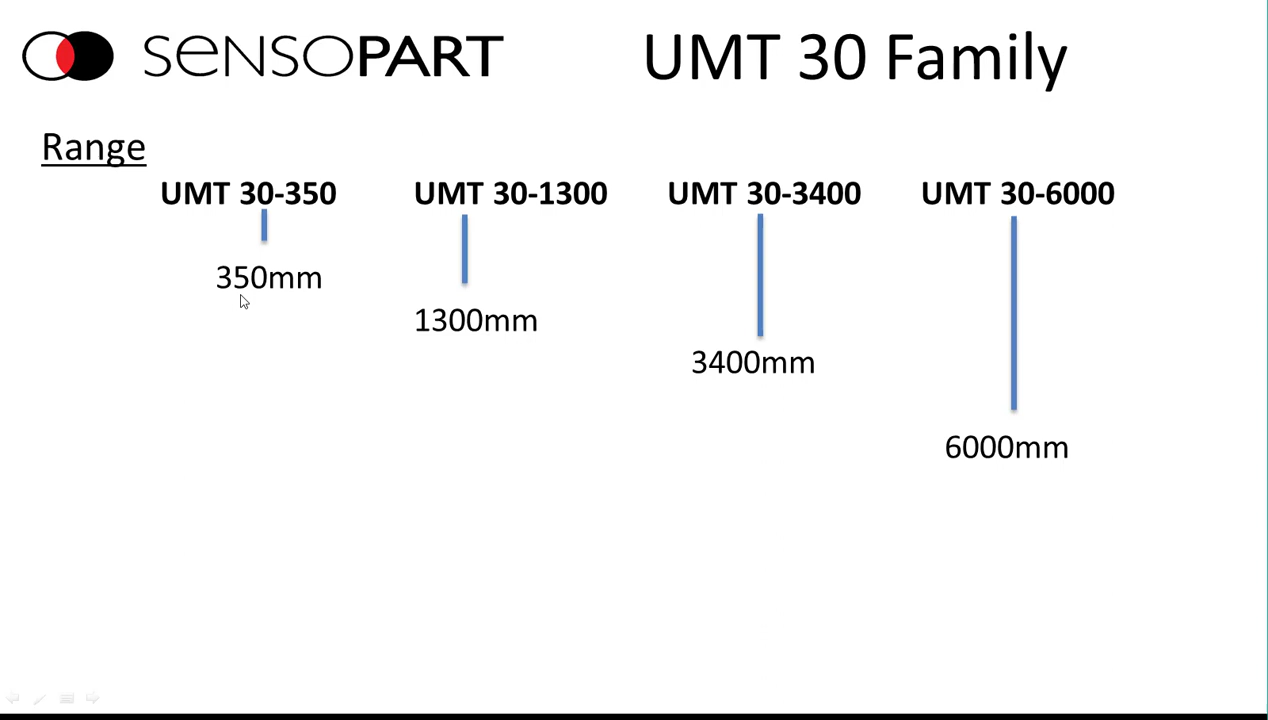 SENSOPART
UMT 30 Family
Range
UMT 30-350
UMT 30-1300
UMT 30-3400
UMT 30-6000
350mm
1300mm
3400mm
6000mm